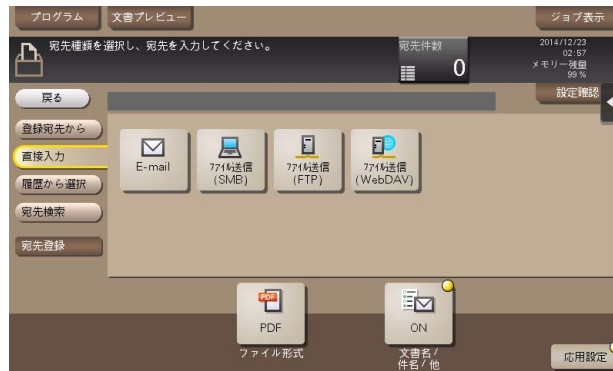 プログラム
文書プレビュー
ジョブ表示
宛先種類を選択し、宛先を入力してください。
宛先件数
0
2014/12/23
02:57
メモリー残量
99 %
戻る
設定確認
登録宛先から
直接入力
履歴から選択
宛先検索
宛先登録
E-mail
ファイル送信
(SMB)
ファイル送信
(FTP)
ファイル送信
(WebDAV)
PDF
PDF
ファイル形式
ON
文書名/
件名/他
応用設定